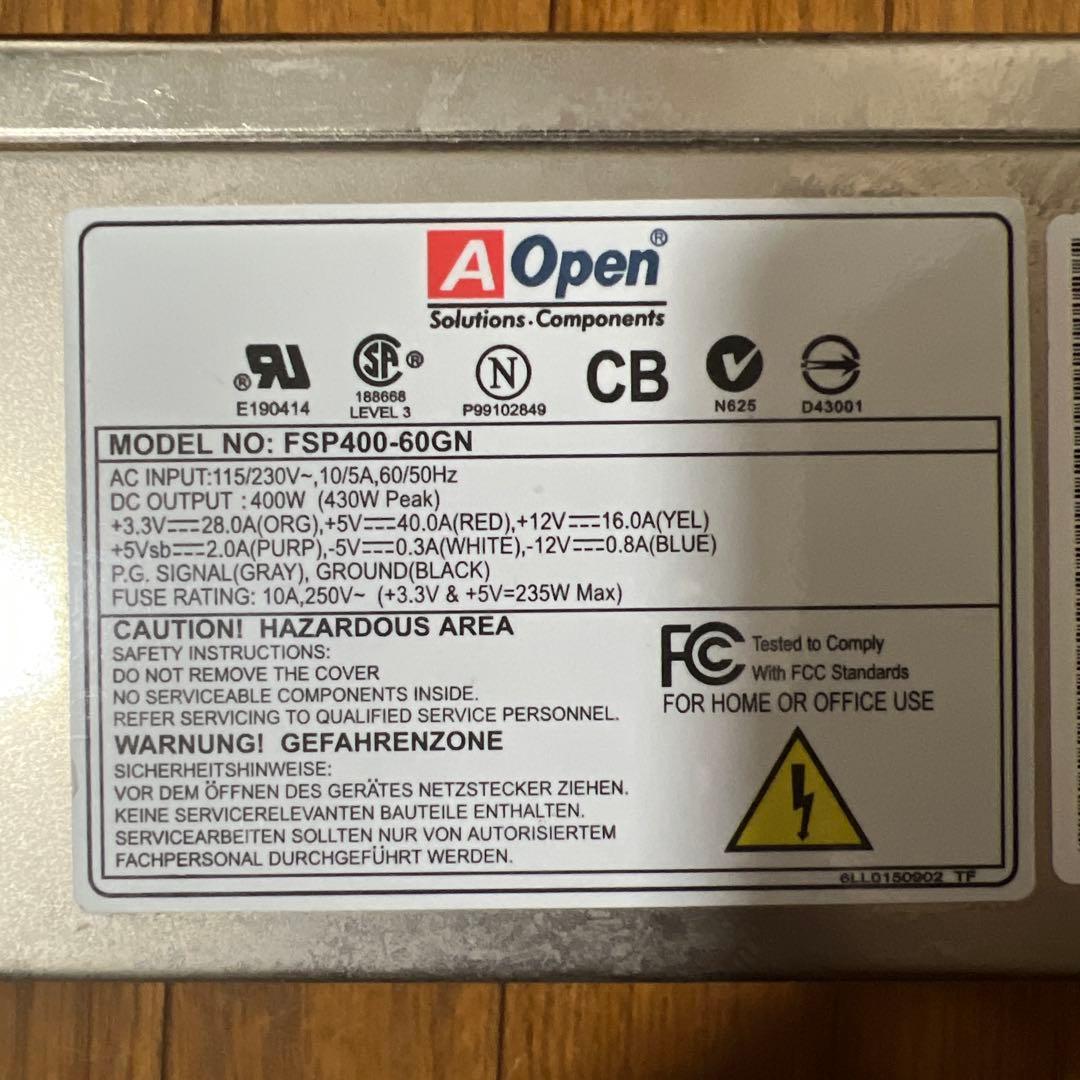 AOpen®
Solutions.Components
® RU
SA ®
N
CB
E190414
188668
LEVEL 3
P99102849
N625
D43001
MODEL NO: FSP400-60GN
AC INPUT:115/230V~,10/5A,60/50Hz
DC OUTPUT :400W (430W Peak)
+3.3V⎓28.0A(ORG),+5V⎓40.0A(RED),+12V⎓16.0A(YEL)
+5Vsb⎓2.0A(PURP),-5V⎓0.3A(WHITE),-12V⎓0.8A(BLUE)
P.G. SIGNAL(GRAY), GROUND(BLACK)
FUSE RATING: 10A,250V~ (+3.3V & +5V=235W Max)
CAUTION! HAZARDOUS AREA
SAFETY INSTRUCTIONS:
DO NOT REMOVE THE COVER
NO SERVICEABLE COMPONENTS INSIDE.
REFER SERVICING TO QUALIFIED SERVICE PERSONNEL.
WARNUNG! GEFAHRENZONE
SICHERHEITSHINWEISE:
VOR DEM ÖFFNEN DES GERÄTES NETZSTECKER ZIEHEN.
KEINE SERVICERELEVANTEN BAUTEILE ENTHALTEN.
SERVICEARBEITEN SOLLTEN NUR VON AUTORISIERTEM
FACHPERSONAL DURCHGEFÜHRT WERDEN.
FC Tested to Comply
With FCC Standards
FOR HOME OR OFFICE USE
6LL0150902 TF